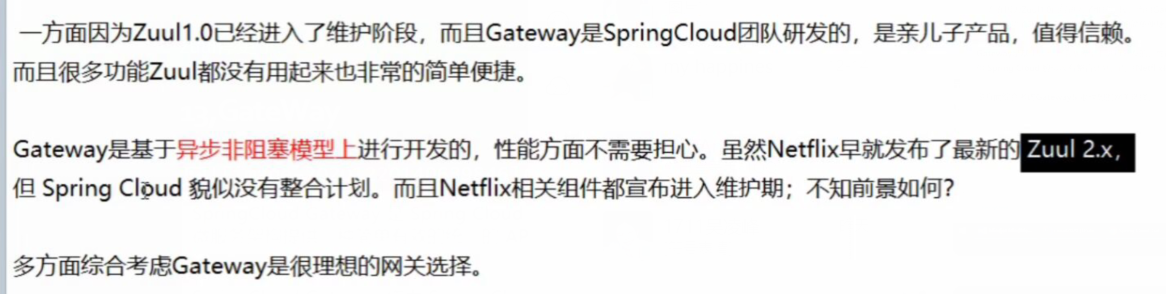 一方面因为Zuul1.0已经进入了维护阶段，而且Gateway是SpringCloud团队研发的，是亲儿子产品，值得信赖。
而且很多功能Zuul都没有用起来也非常的简单便捷。
Gateway是基于异步非阻塞模型上进行开发的，性能方面不需要担心。虽然Netflix早就发布了最新的 Zuul 2.x，
但 Spring Cloud 貌似没有整合计划。而且Netflix相关组件都宣布进入维护期；不知前景如何？
多方面综合考虑Gateway是很理想的网关选择。